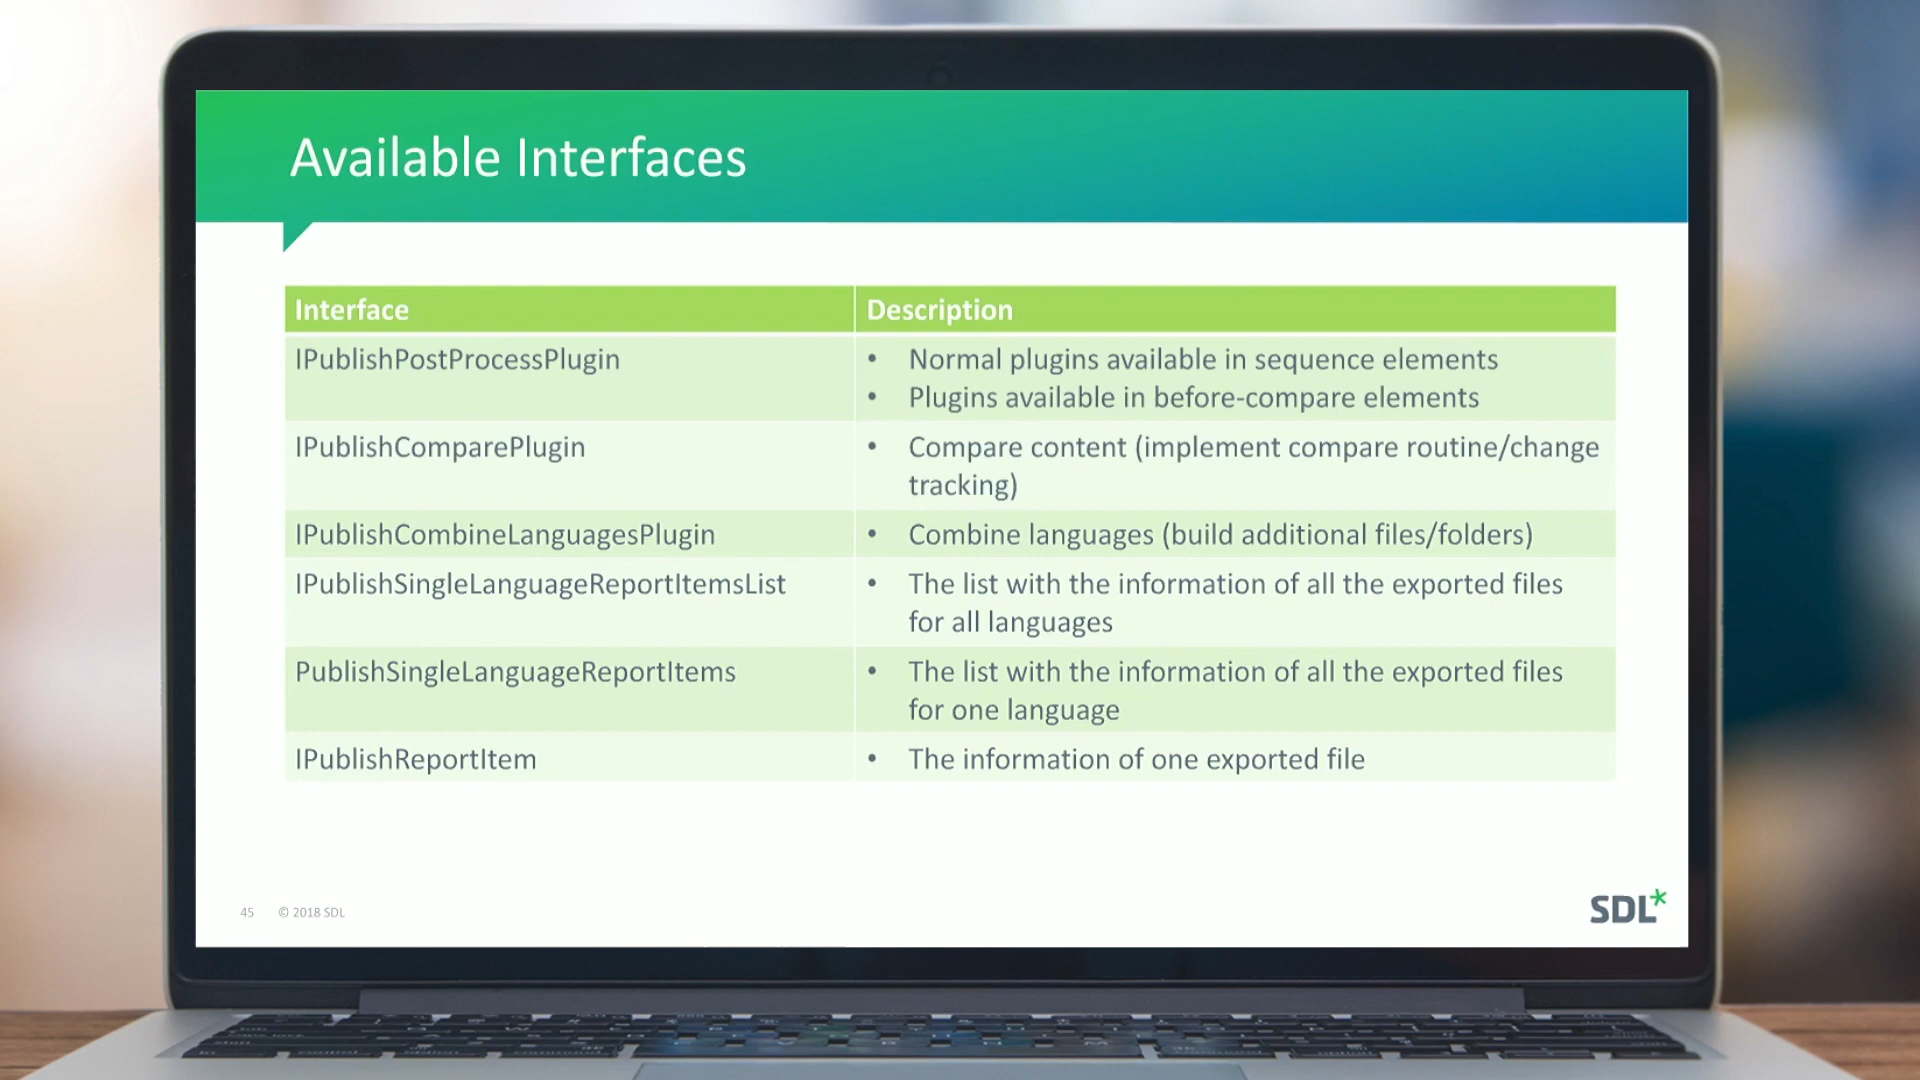 Available Interfaces
Interface Description
IPublishPostProcessPlugin • Normal plugins available in sequence elements
• Plugins available in before-compare elements
IPublishComparePlugin • Compare content (implement compare routine/change
tracking)
IPublishCombineLanguagesPlugin • Combine languages (build additional files/folders)
IPublishSingleLanguageReportItemsList • The list with the information of all the exported files
for all languages
PublishSingleLanguageReportItems • The list with the information of all the exported files
for one language
IPublishReportItem • The information of one exported file
45 © 2018 SDL
SDL*